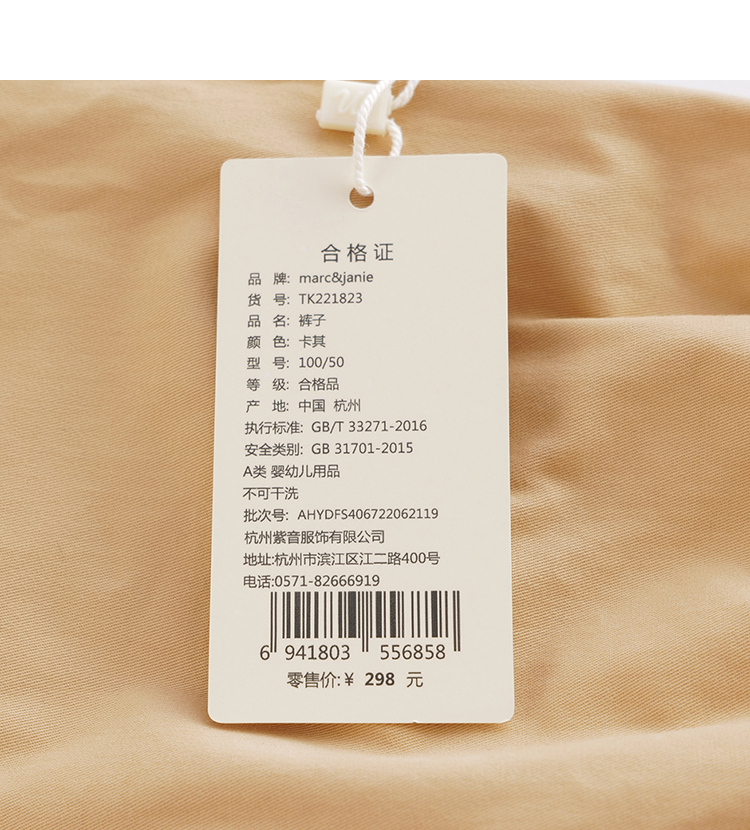 合格证
品 牌: marc&janie
货 号: TK221823
品 名: 裤子
颜 色: 卡其
型 号: 100/50
等 级: 合格品
产 地: 中国 杭州
执行标准: GB/T 33271-2016
安全类别: GB 31701-2015
A类 婴幼儿用品
不可干洗
批次号: AHYDFS406722062119
杭州紫音服饰有限公司
地址:杭州市滨江区江二路400号
电话:0571-82666919
6 941803 556858
零售价:¥ 298 元